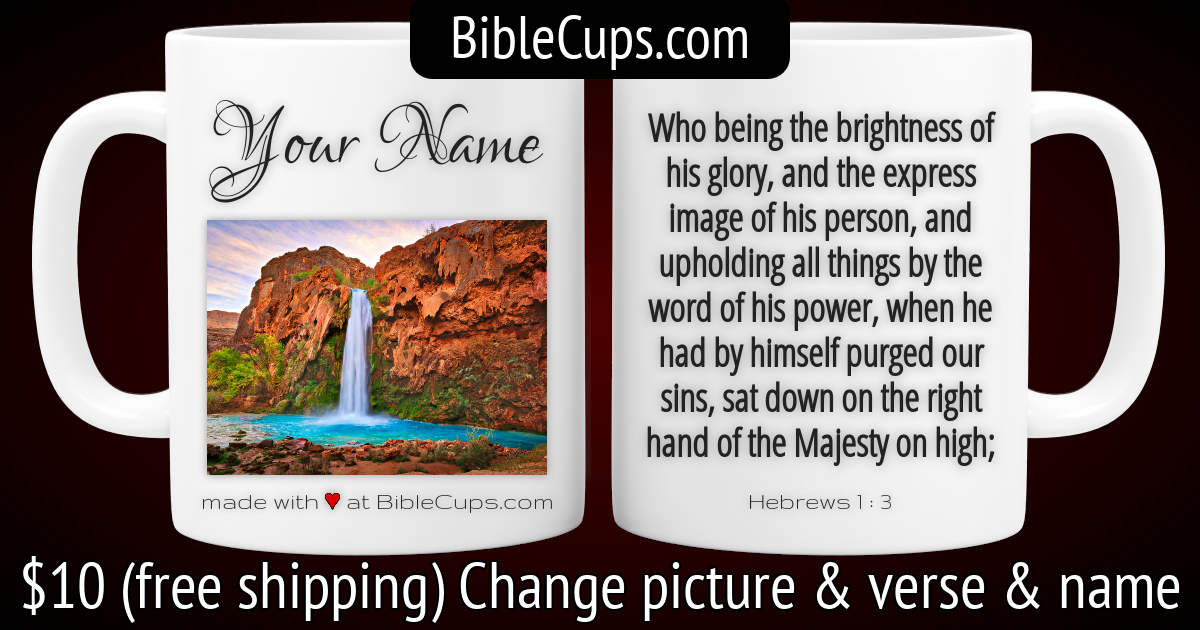 BibleCups.com
Your Name
made with ❤ at BibleCups.com
Who being the brightness of
his glory, and the express
image of his person, and
upholding all things by the
word of his power, when he
had by himself purged our
sins, sat down on the right
hand of the Majesty on high;
Hebrews 1 : 3
$10 (free shipping) Change picture & verse & name